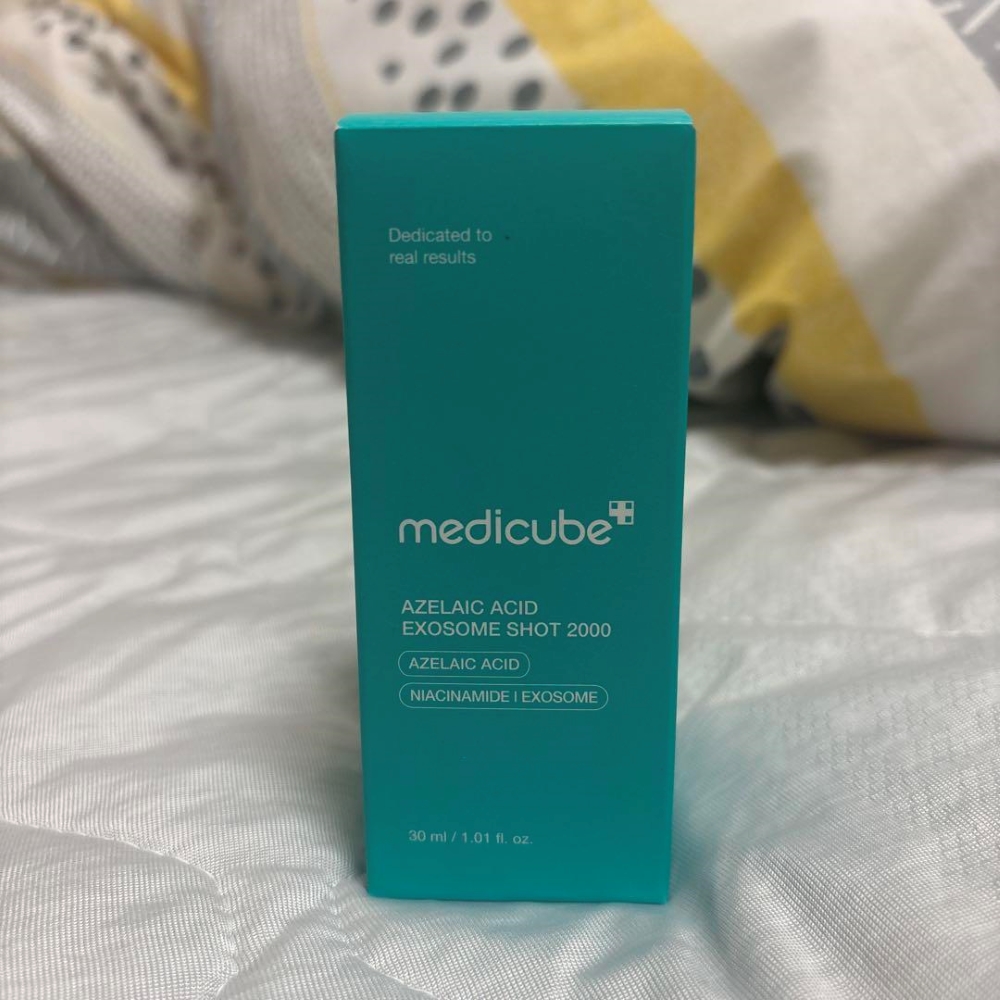 Dedicated to
real results
medicube
AZELAIC ACID
EXOSOME SHOT 2000
AZELAIC ACID
NIACINAMIDE | EXOSOME
30 ml / 1.01 fl. oz.